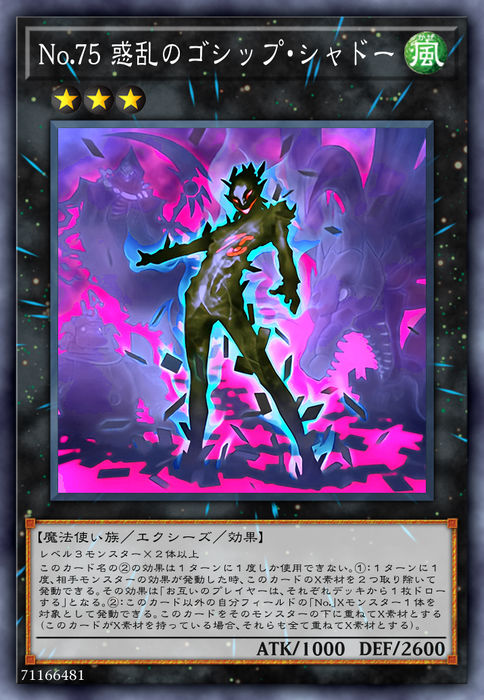 No.75 惑乱のゴシップ・シャドー
風
かぜ
【魔法使い族／エクシーズ／効果】
レベル３モンスター×２体以上
このカード名の②の効果は１ターンに１度しか使用できない。①：１ターンに１
度、相手モンスターの効果が発動した時、このカードのX素材を２つ取り除いて
発動できる。その効果は「お互いのプレイヤーは、それぞれデッキから１枚ドロー
する」となる。②：このカード以外の自分フィールドの「No.」Xモンスター１体を
対象として発動できる。このカードをそのモンスターの下に重ねてX素材とする
（このカードがX素材を持っている場合、それらも全て重ねてX素材とする）。
ATK/1000 DEF/2600
71166481